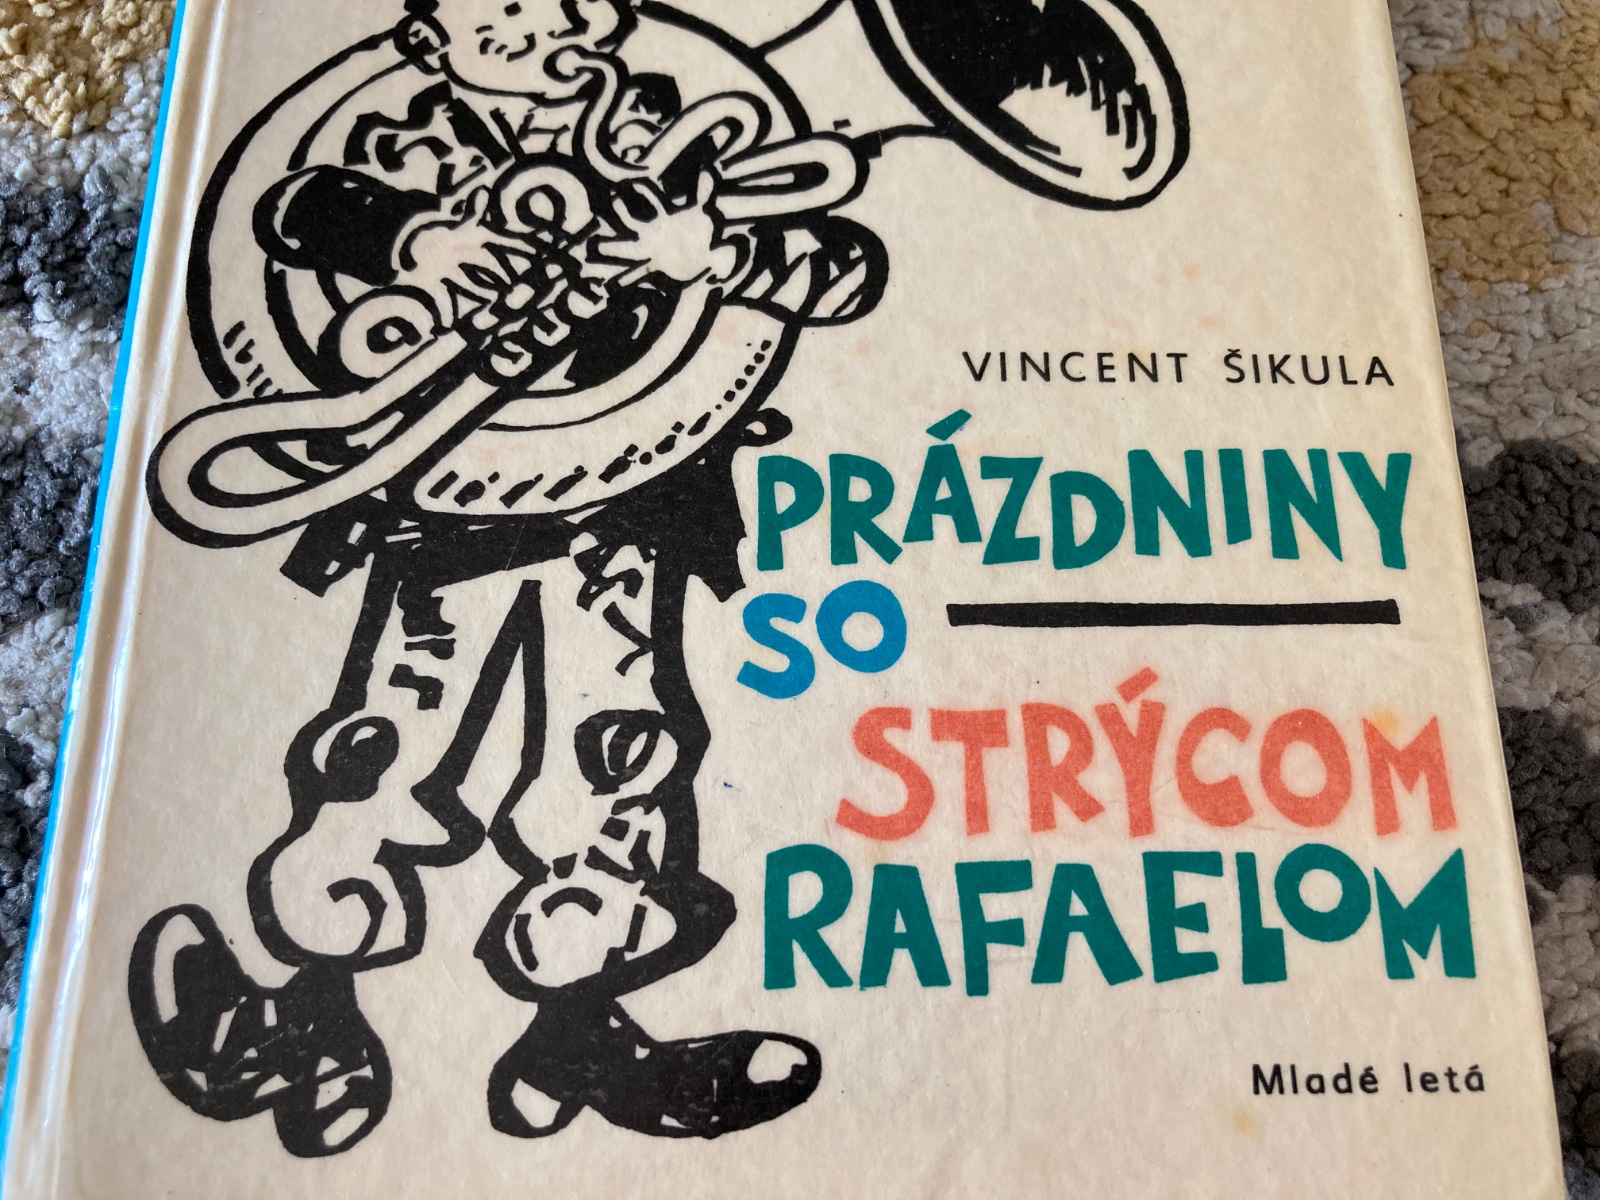 VINCENT ŠIKULA
PRÁZDNINY
SO
STRÝCOM
RAFAELOM
Mladé letá